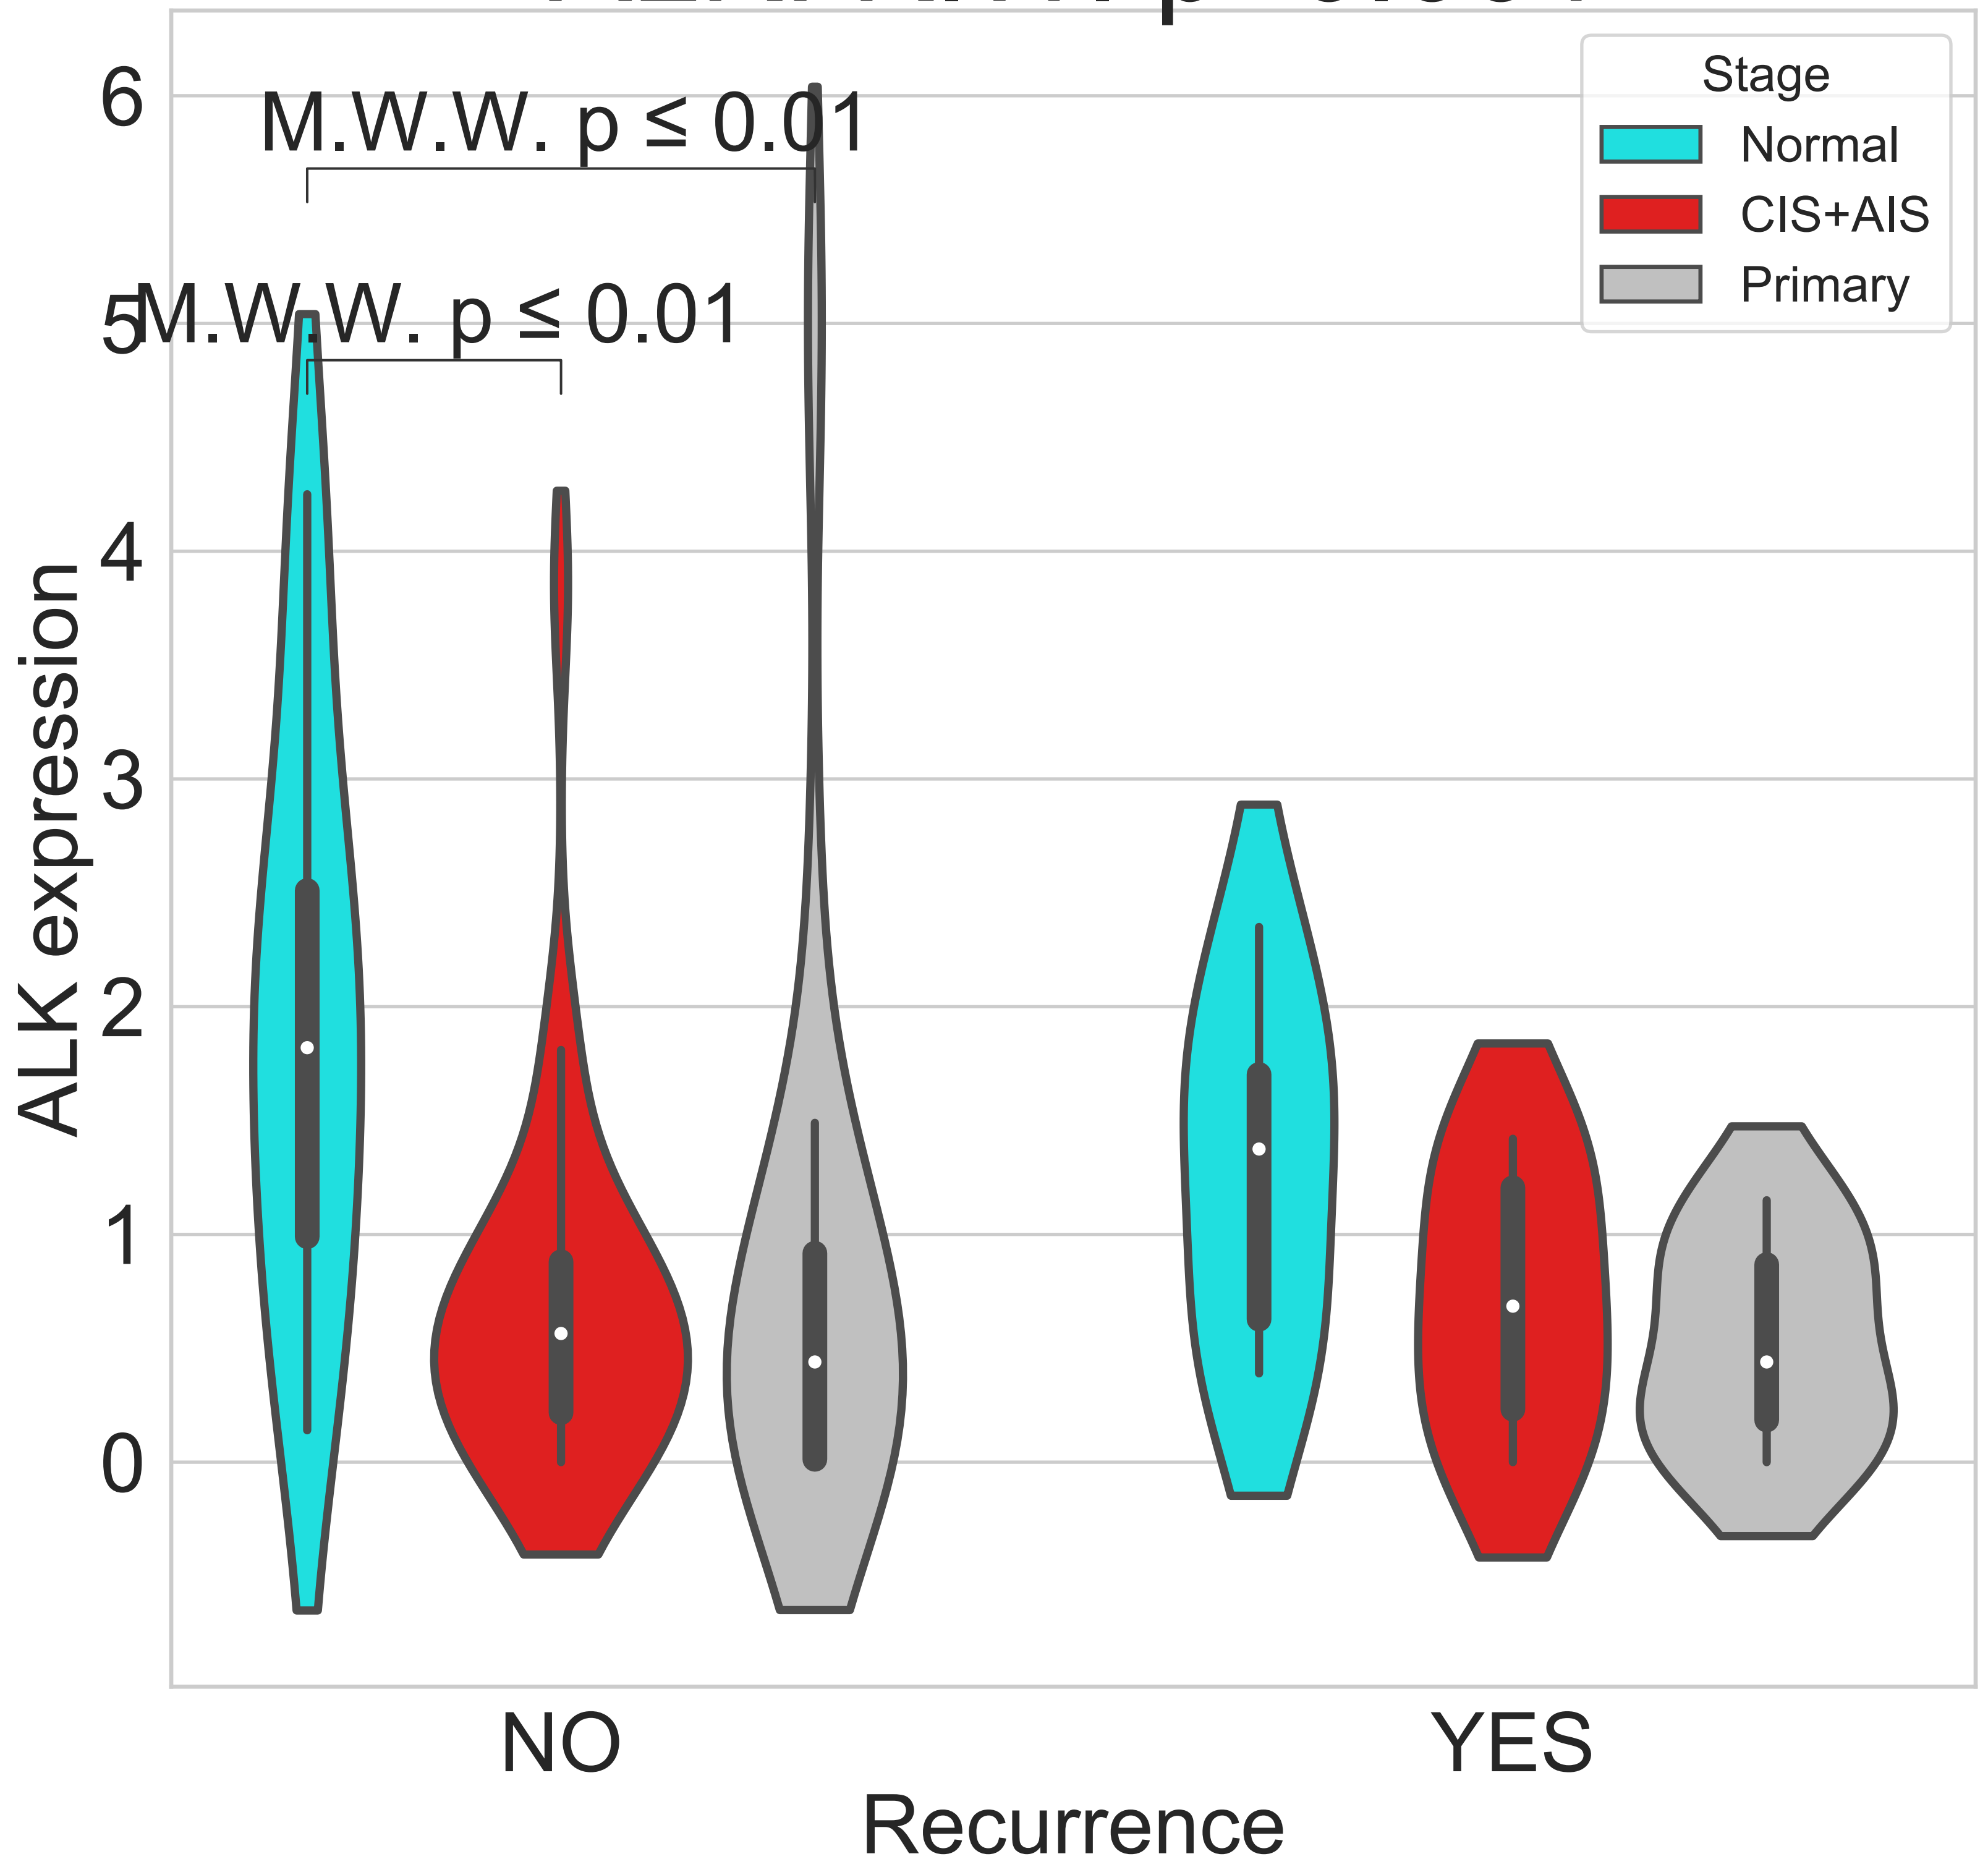 Stage
Normal
CIS+AIS
Primary
M.W.W. p ≤ 0.01
M.W.W. p ≤ 0.01
6
5
4
3
2
1
0
ALK expression
NO
YES
Recurrence